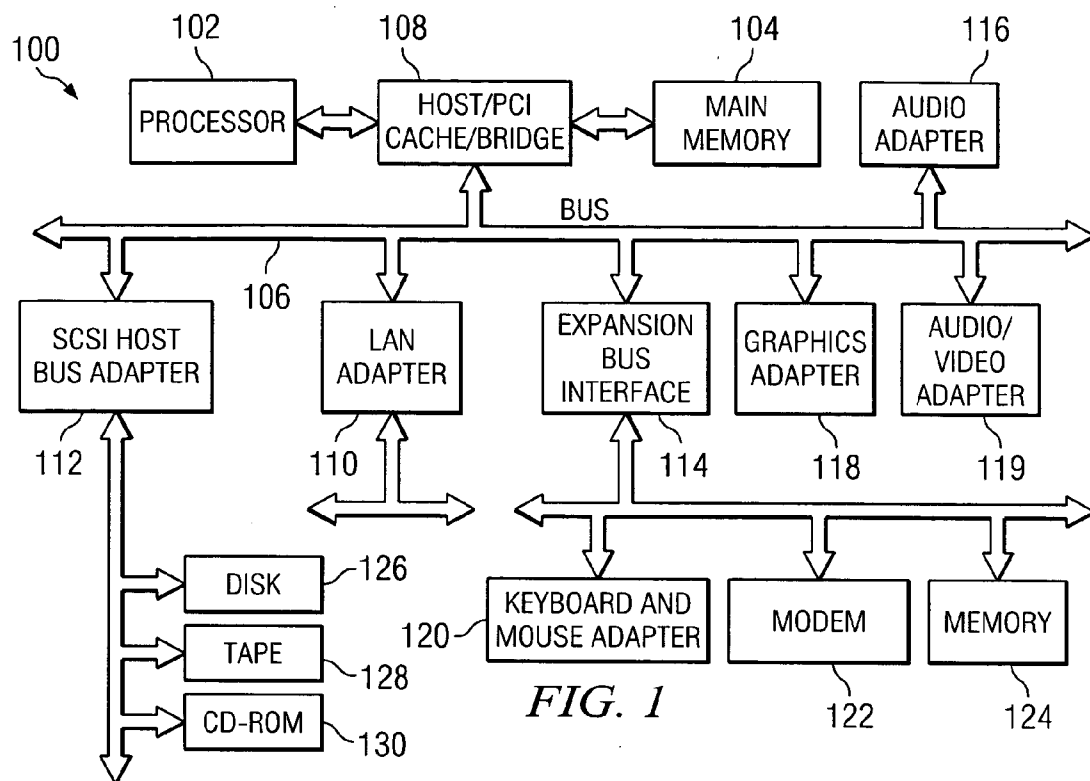 100
102
108
104
116
PROCESSOR
HOST/PCI
CACHE/BRIDGE
MAIN
MEMORY
AUDIO
ADAPTER
BUS
106
SCSI HOST
BUS ADAPTER
LAN
ADAPTER
EXPANSION
BUS
INTERFACE
GRAPHICS
ADAPTER
AUDIO/
VIDEO
ADAPTER
112
110
114
118
119
DISK
126
TAPE
128
CD-ROM
130
120
KEYBOARD AND
MOUSE ADAPTER
MODEM
MEMORY
122
124
FIG. 1